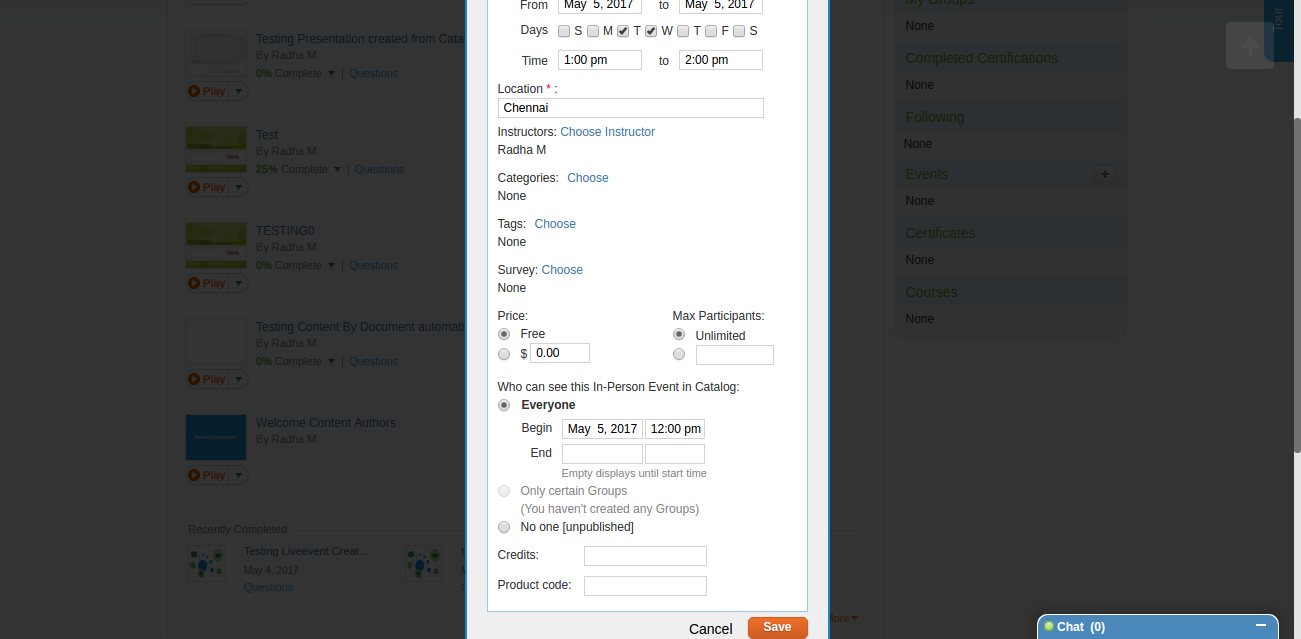 Testing Presentation created from Cata
By Radha M
0% Complete | Questions
Play
Test
By Radha M
25% Complete | Questions
Play
TESTING0
By Radha M
0% Complete | Questions
Play
Testing Content By Document automati
By Radha M
0% Complete | Questions
Play
Welcome Content Authors
By Radha M
Play
Recently Completed
Testing Liveevent Creat...
May 4, 2017
Questions
From May 5, 2017 to May 5, 2017
Days S M T W T F S
Time 1:00 pm to 2:00 pm
Location * :
Chennai
Instructors: Choose Instructor
Radha M
Categories: Choose
None
Tags: Choose
None
Survey: Choose
None
Price: Max Participants:
Free Unlimited
$ 0.00
Who can see this In-Person Event in Catalog:
Everyone
Begin May 5, 2017 12:00 pm
End
Empty displays until start time
Only certain Groups
(You haven't created any Groups)
No one [unpublished]
Credits:
Product code:
Cancel Save
My Groups
None
Completed Certifications
None
Following
None
Events +
None
Certificates
None
Courses
None
Tour
Chat (0)